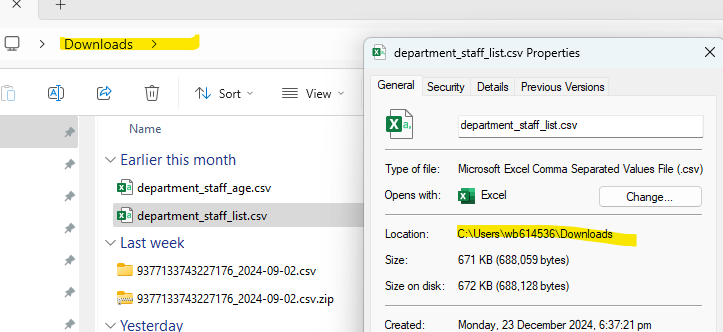 Downloads
Sort
View
Name
Earlier this month
department_staff_age.csv
department_staff_list.csv
Last week
9377133743227176_2024-09-02.csv
9377133743227176_2024-09-02.csv.zip
Yesterday
department_staff_list.csv Properties
General Security Details Previous Versions
department_staff_list.csv
Type of file: Microsoft Excel Comma Separated Values File (.csv)
Opens with: Excel Change...
Location: C:\Users\wb614536\Downloads
Size: 671 KB (688,059 bytes)
Size on disk: 672 KB (688,128 bytes)
Created: Monday, 23 December 2024, 6:37:21 pm